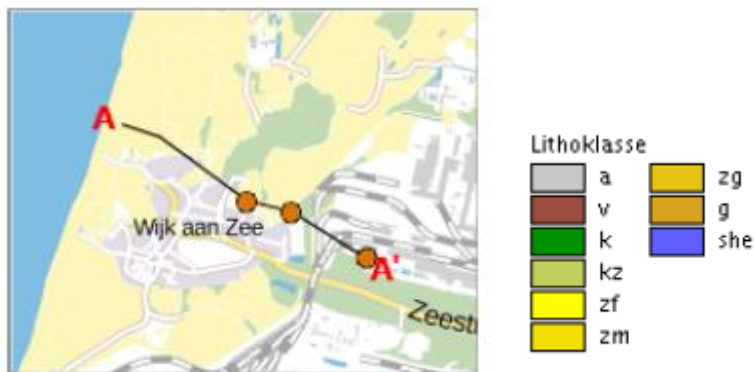 A
Wijk aan Zee
A'
Zeestr
Lithoklasse
a zg
v g
k she
kz
zf
zm